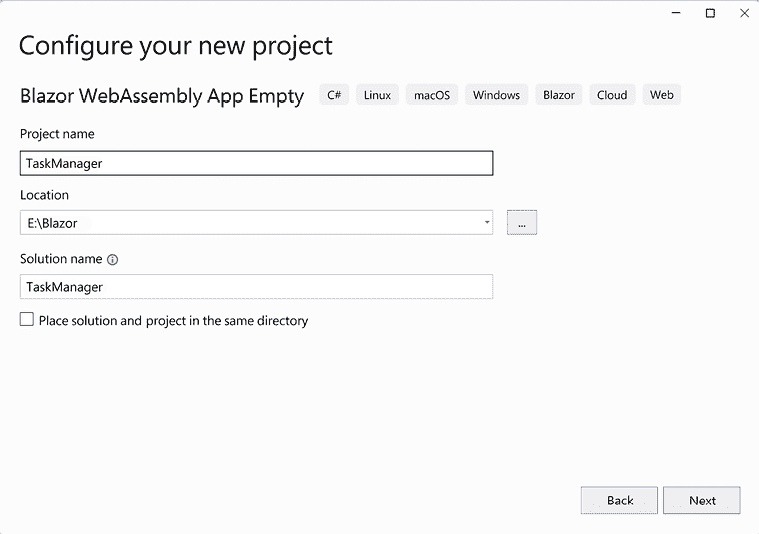 Configure your new project
Blazor WebAssembly App Empty C# Linux macOS Windows Blazor Cloud Web
Project name
TaskManager
Location
E:\Blazor
...
Solution name
TaskManager
Place solution and project in the same directory
Back Next